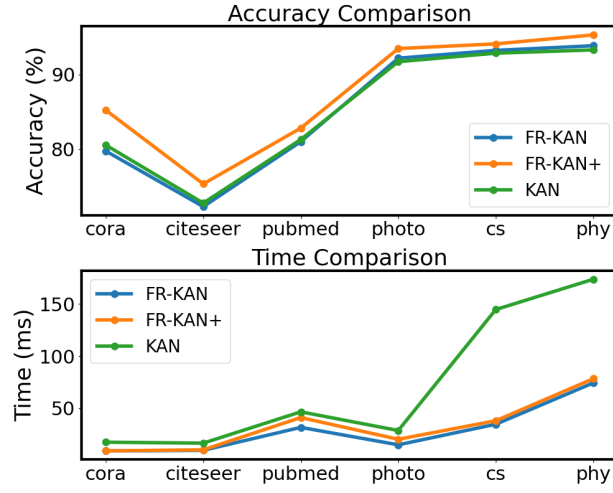 Accuracy Comparison
Accuracy (%)
90
80
FR-KAN
FR-KAN+
KAN
cora citeseer pubmed photo cs phy
Time Comparison
Time (ms)
150
100
50
FR-KAN
FR-KAN+
KAN
cora citeseer pubmed photo cs phy